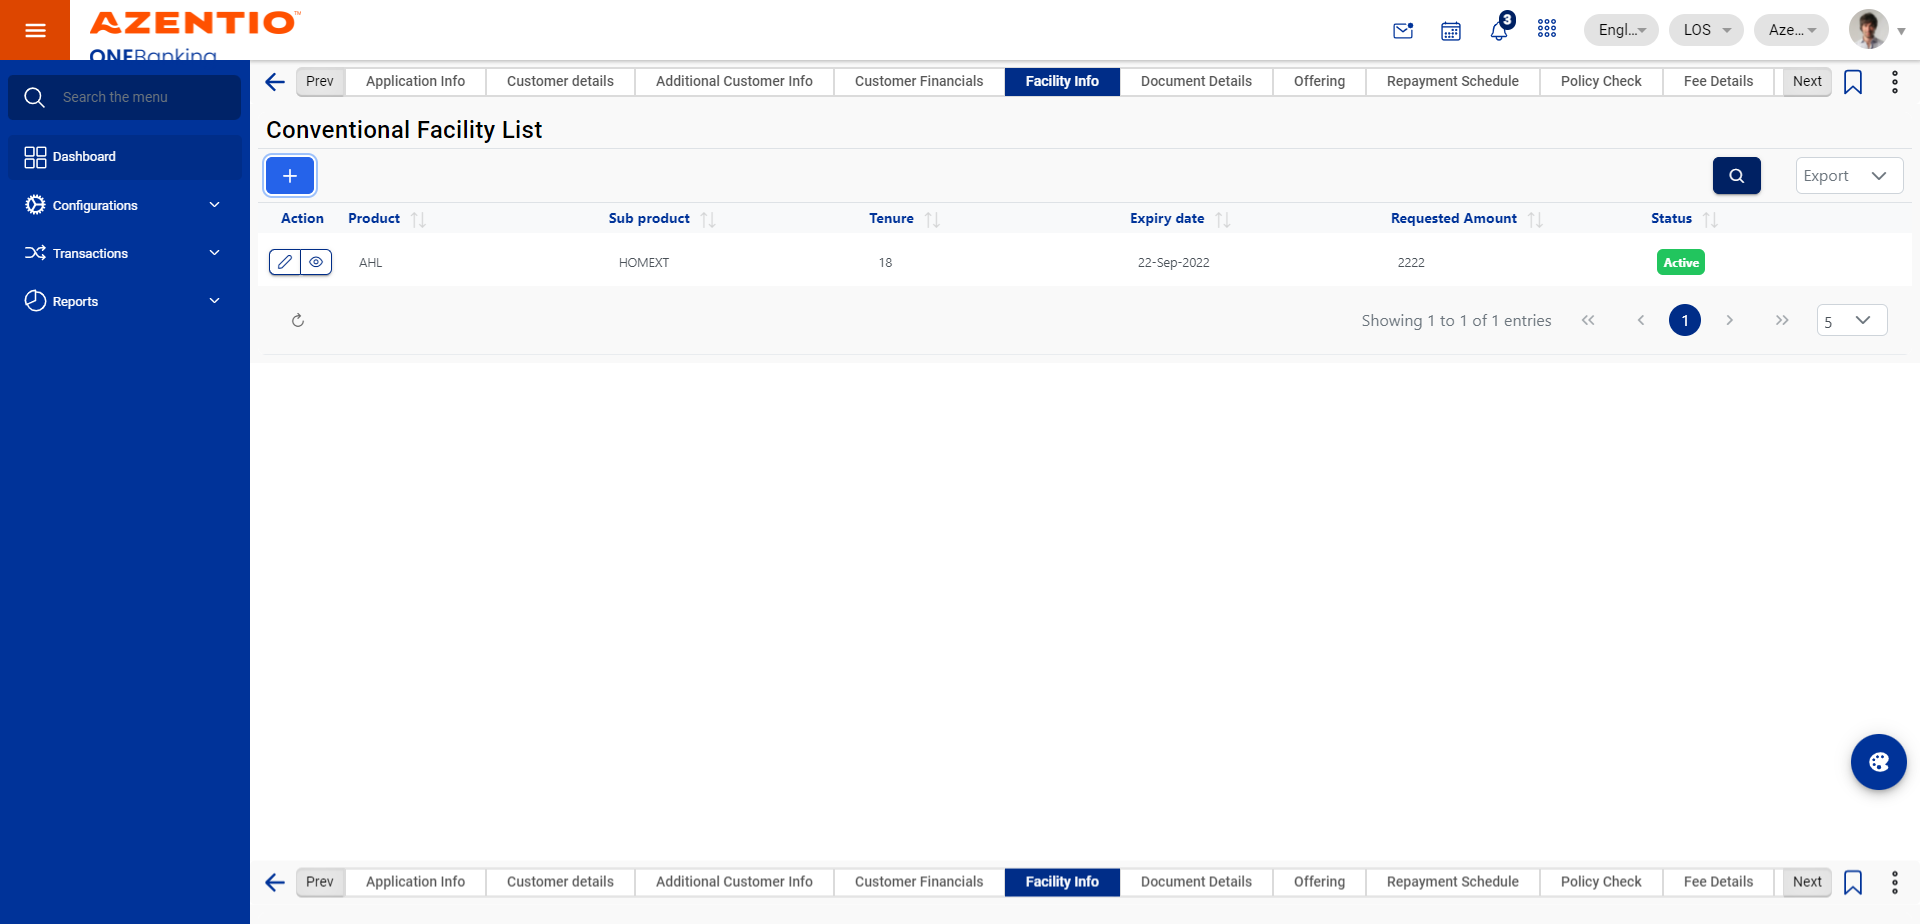 AZENTIO™
ONEBanking
3
Engl...
LOS
Aze...
Search the menu
Dashboard
Configurations
Transactions
Reports
Prev
Application Info
Customer details
Additional Customer Info
Customer Financials
Facility Info
Document Details
Offering
Repayment Schedule
Policy Check
Fee Details
Next
Conventional Facility List
Export
Action Product Sub product Tenure Expiry date Requested Amount Status
AHL HOMEXT 18 22-Sep-2022 2222 Active
Showing 1 to 1 of 1 entries
1
5
Prev
Application Info
Customer details
Additional Customer Info
Customer Financials
Facility Info
Document Details
Offering
Repayment Schedule
Policy Check
Fee Details
Next